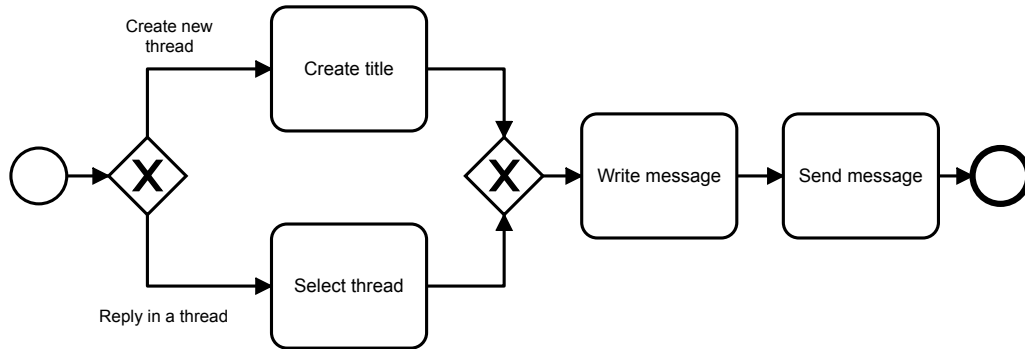 Create new
thread
Create title
Write message
Send message
Select thread
Reply in a thread